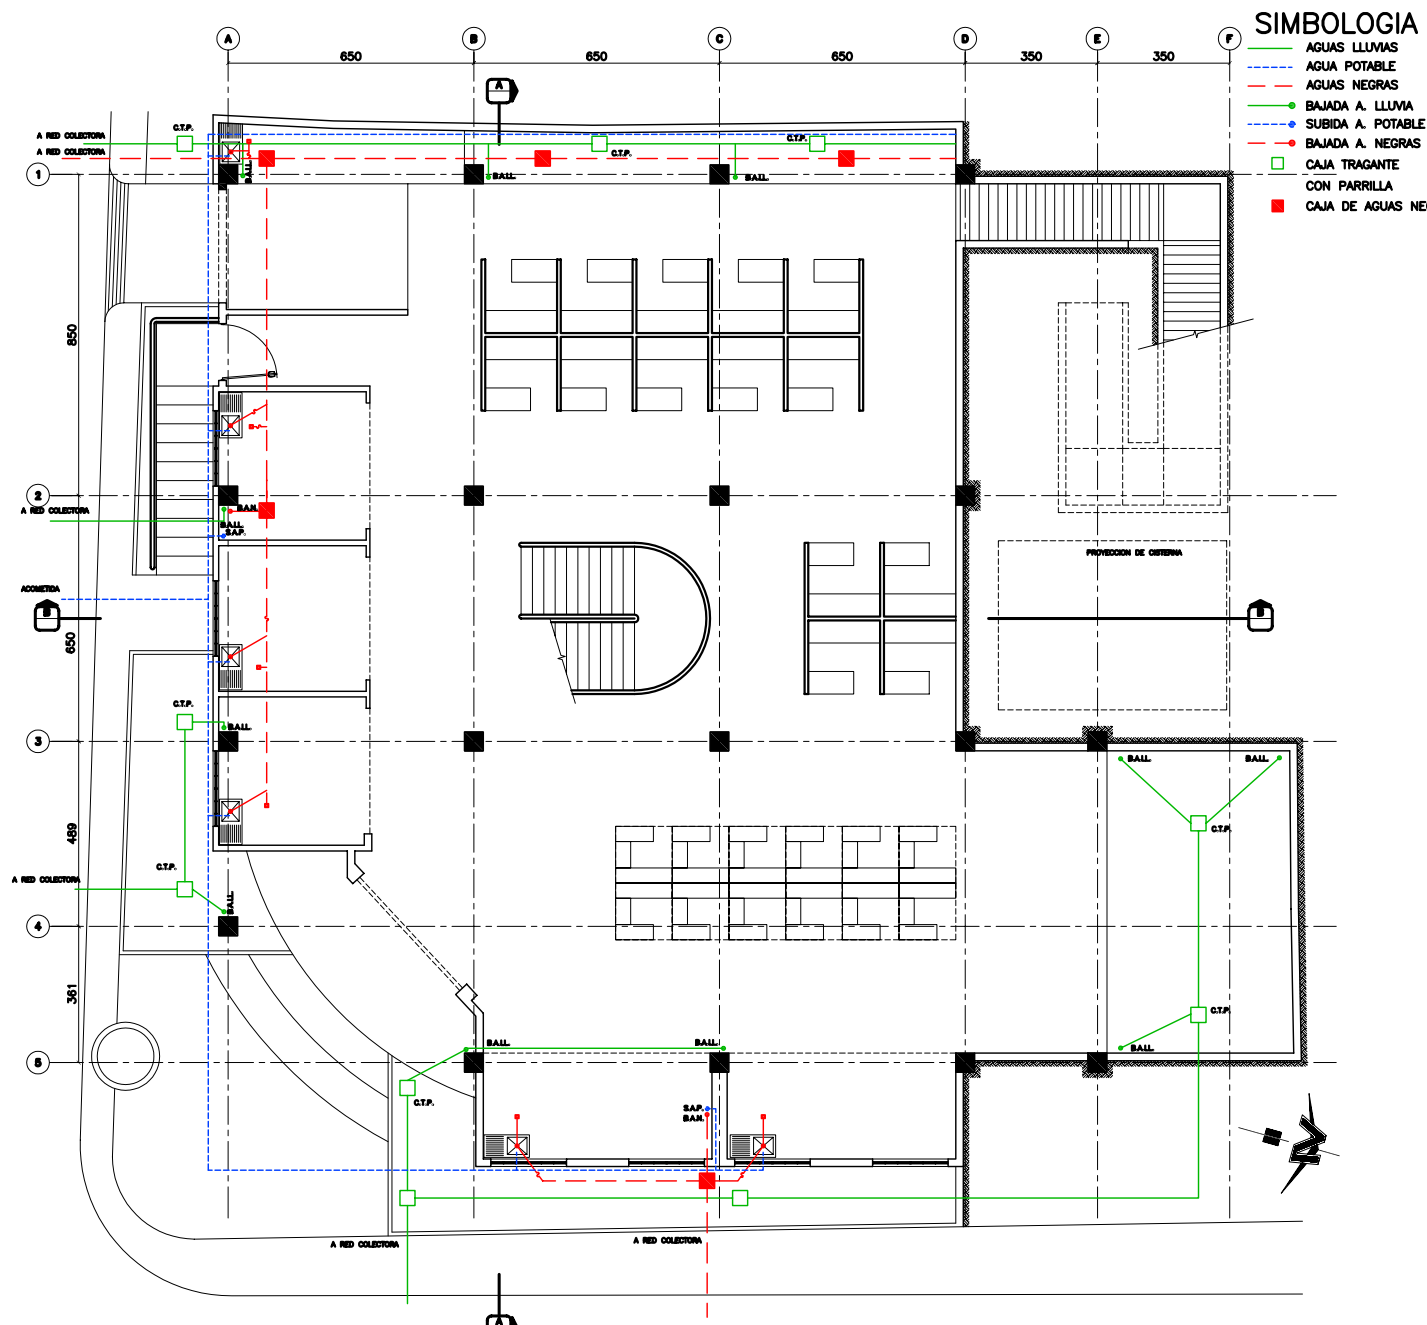 SIMBOLOGIA
AGUAS LLUVIAS
AGUA POTABLE
AGUAS NEGRAS
BAJADA A. LLUVIA
SUBIDA A. POTABLE
BAJADA A. NEGRAS
CAJA TRAGANTE
CON PARRILLA
CAJA DE AGUAS NE
A B C D E F
650 650 650 350 350
A
C.T.P.
A RED COLECTORA
C.T.P.
C.T.P.
A RED COLECTORA
1
B.A.LL.
B.A.LL.
B.A.LL.
850
2
B.A.N.
A RED COLECTORA
B.A.LL.
S.A.P.
PROYECCION DE CISTERNA
ACOMETIDA
B
B
650
C.T.P.
B.A.LL.
3
B.A.LL.
B.A.LL.
489
C.T.P.
C.T.P.
A RED COLECTORA
B.A.LL.
4
361
C.T.P.
B.A.LL.
B.A.LL.
B.A.LL.
5
C.T.P.
S.A.P.
B.A.N.
N
A RED COLECTORA
A RED COLECTORA
A